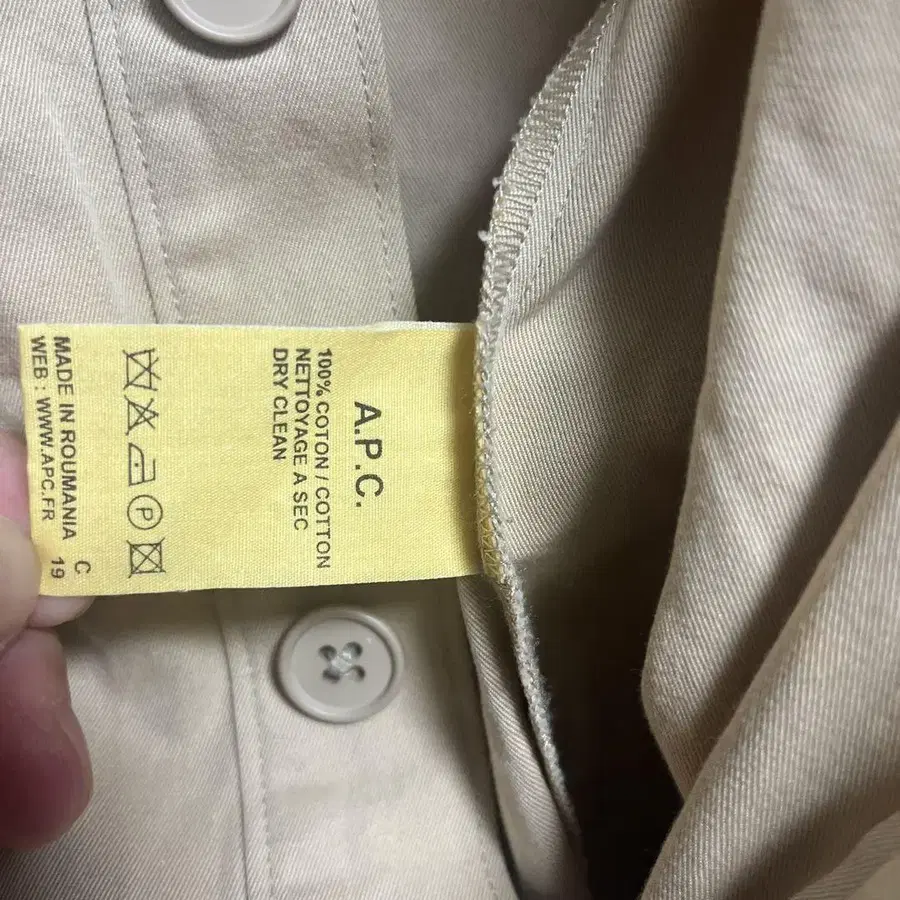 A.P.C.
100% COTON / COTTON
NETTOYAGE A SEC
DRY CLEAN
P
C
MADE IN ROUMANIA 19
WEB : WWW.APC.FR